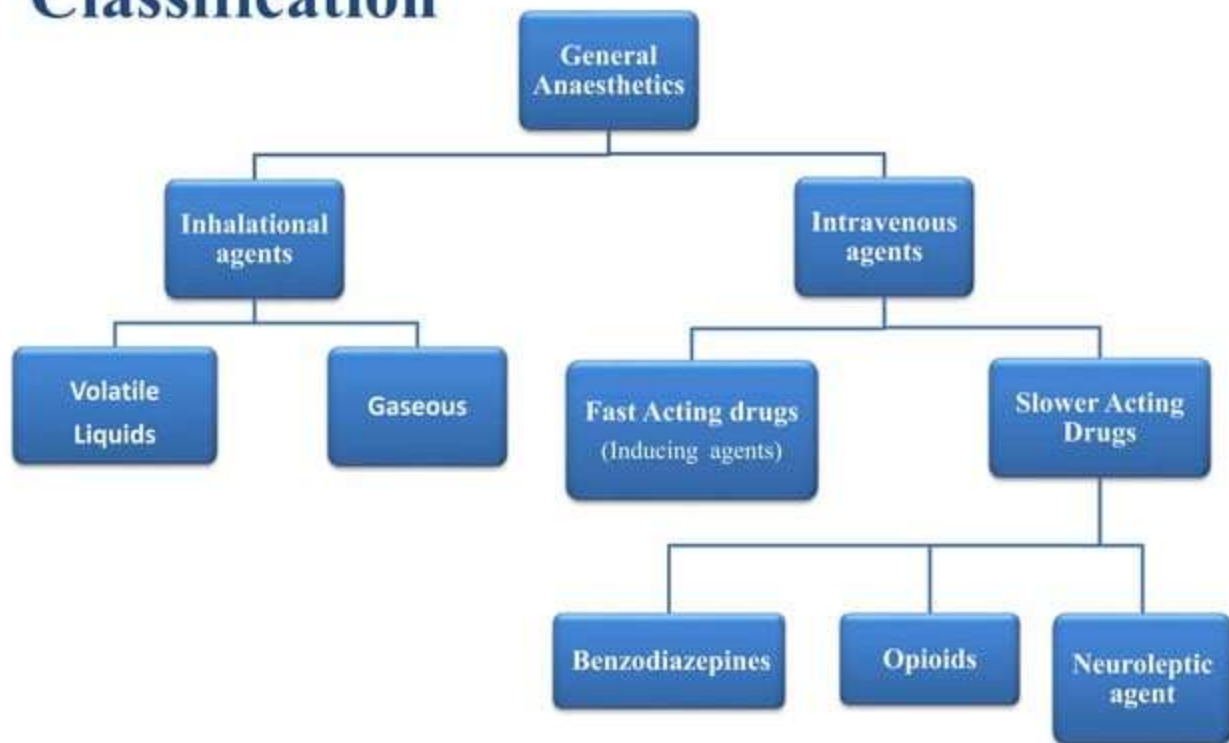 Classification
General
Anaesthetics
Inhalational
agents
Intravenous
agents
Volatile
Liquids
Gaseous
Fast Acting drugs
(Inducing agents)
Slower Acting
Drugs
Benzodiazepines
Opioids
Neuroleptic
agent